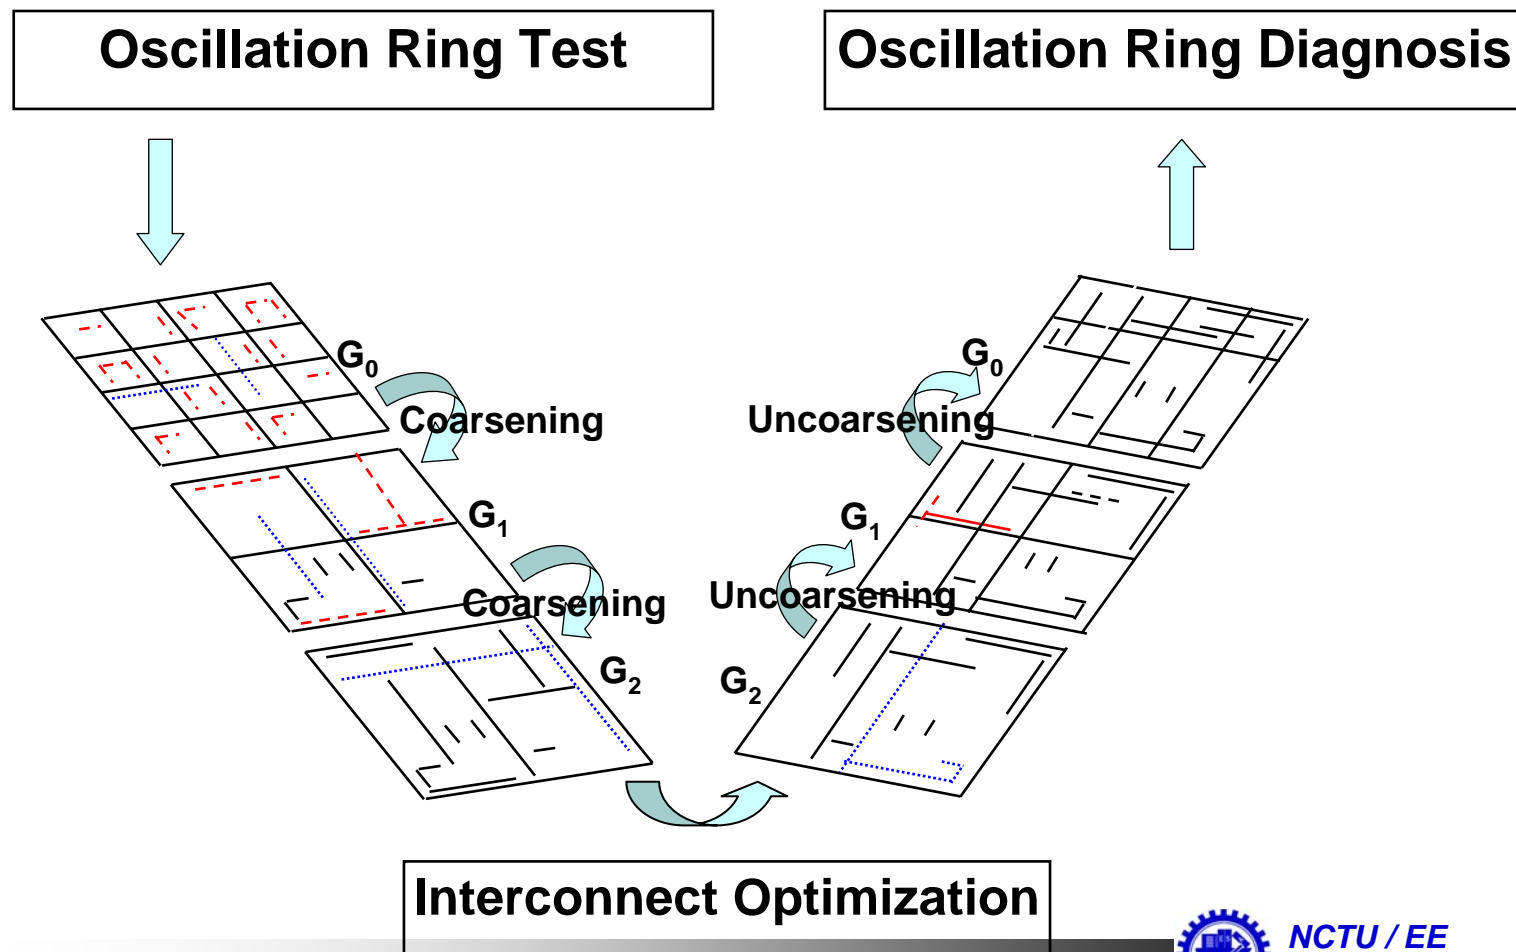 Oscillation Ring Test
Oscillation Ring Diagnosis
G0
G0
Coarsening
Uncoarsening
G1
G1
Coarsening
Uncoarsening
G2
G2
Interconnect Optimization
NCTU / EE